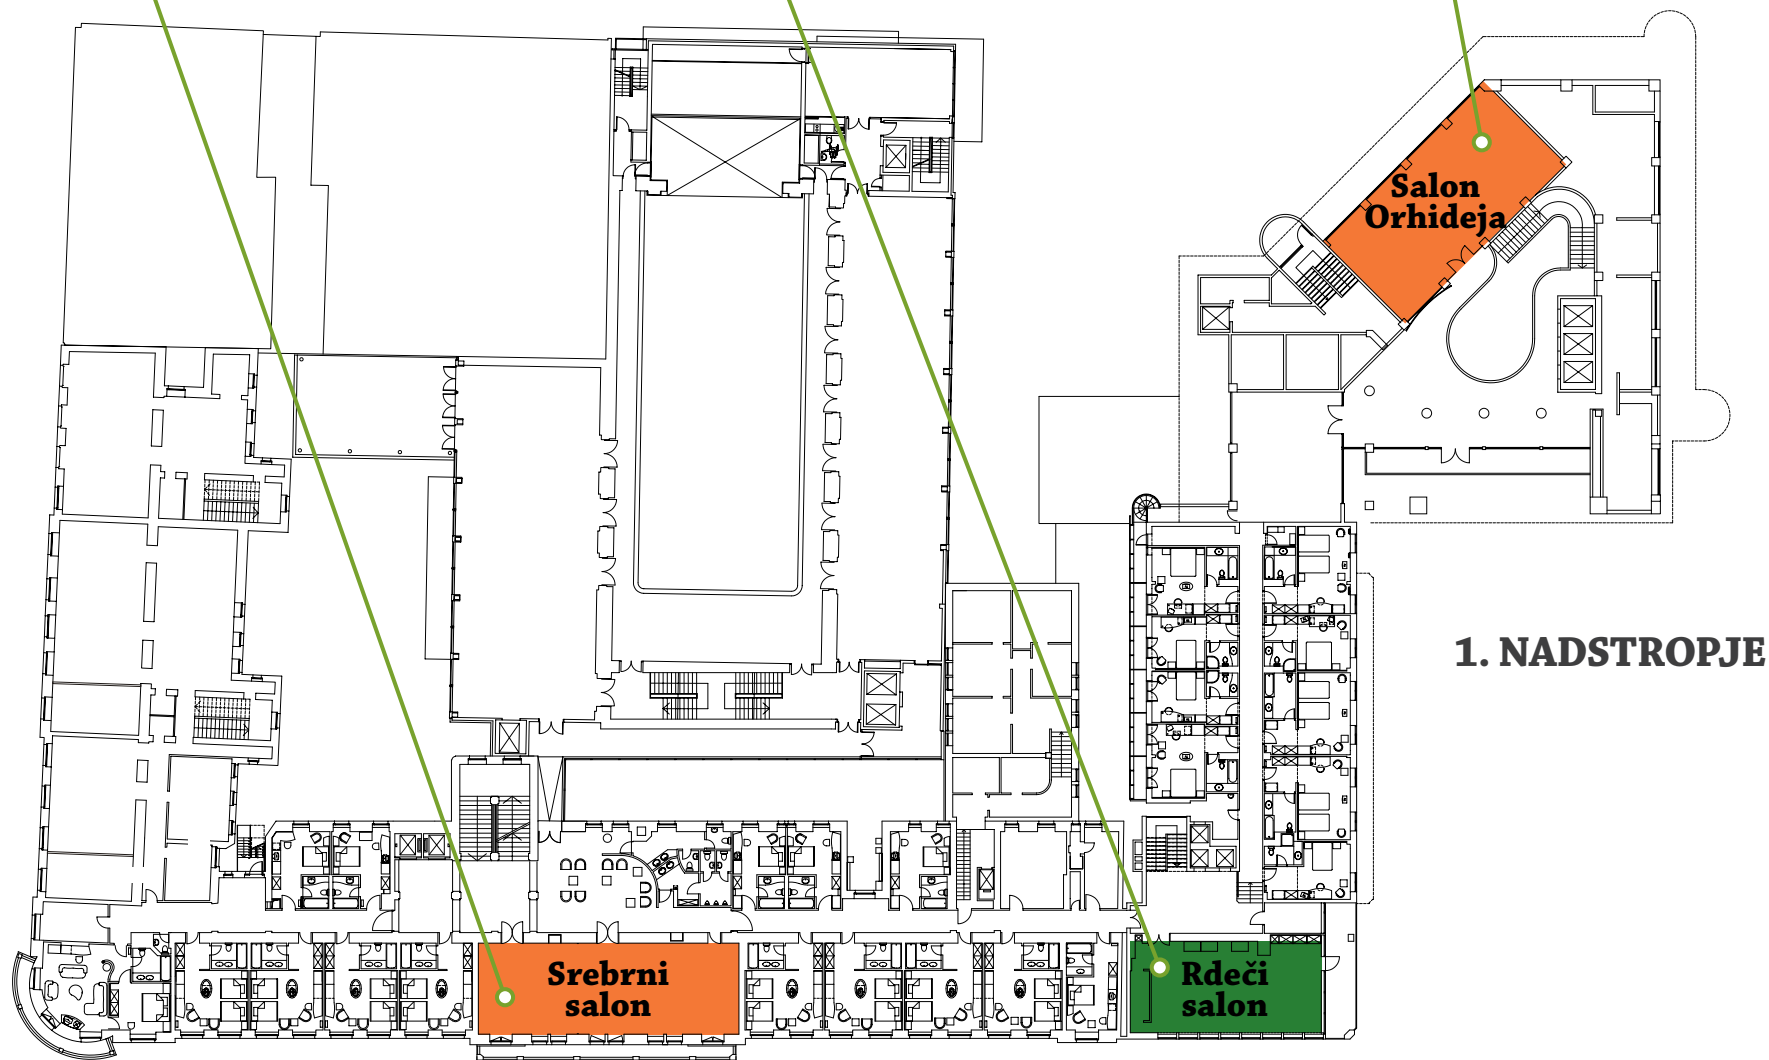 Salon
Orhideja
1. NADSTROPJE
Srebrni
salon
Rdeči
salon